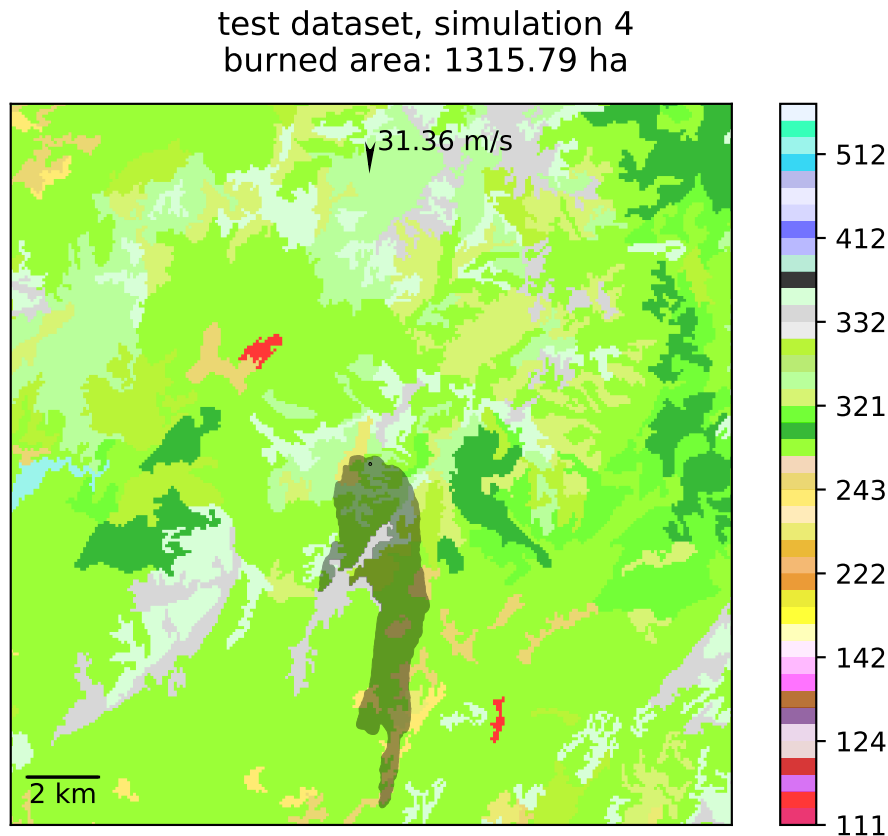 test dataset, simulation 4
burned area: 1315.79 ha
31.36 m/s
2 km
512
412
332
321
243
222
142
124
111